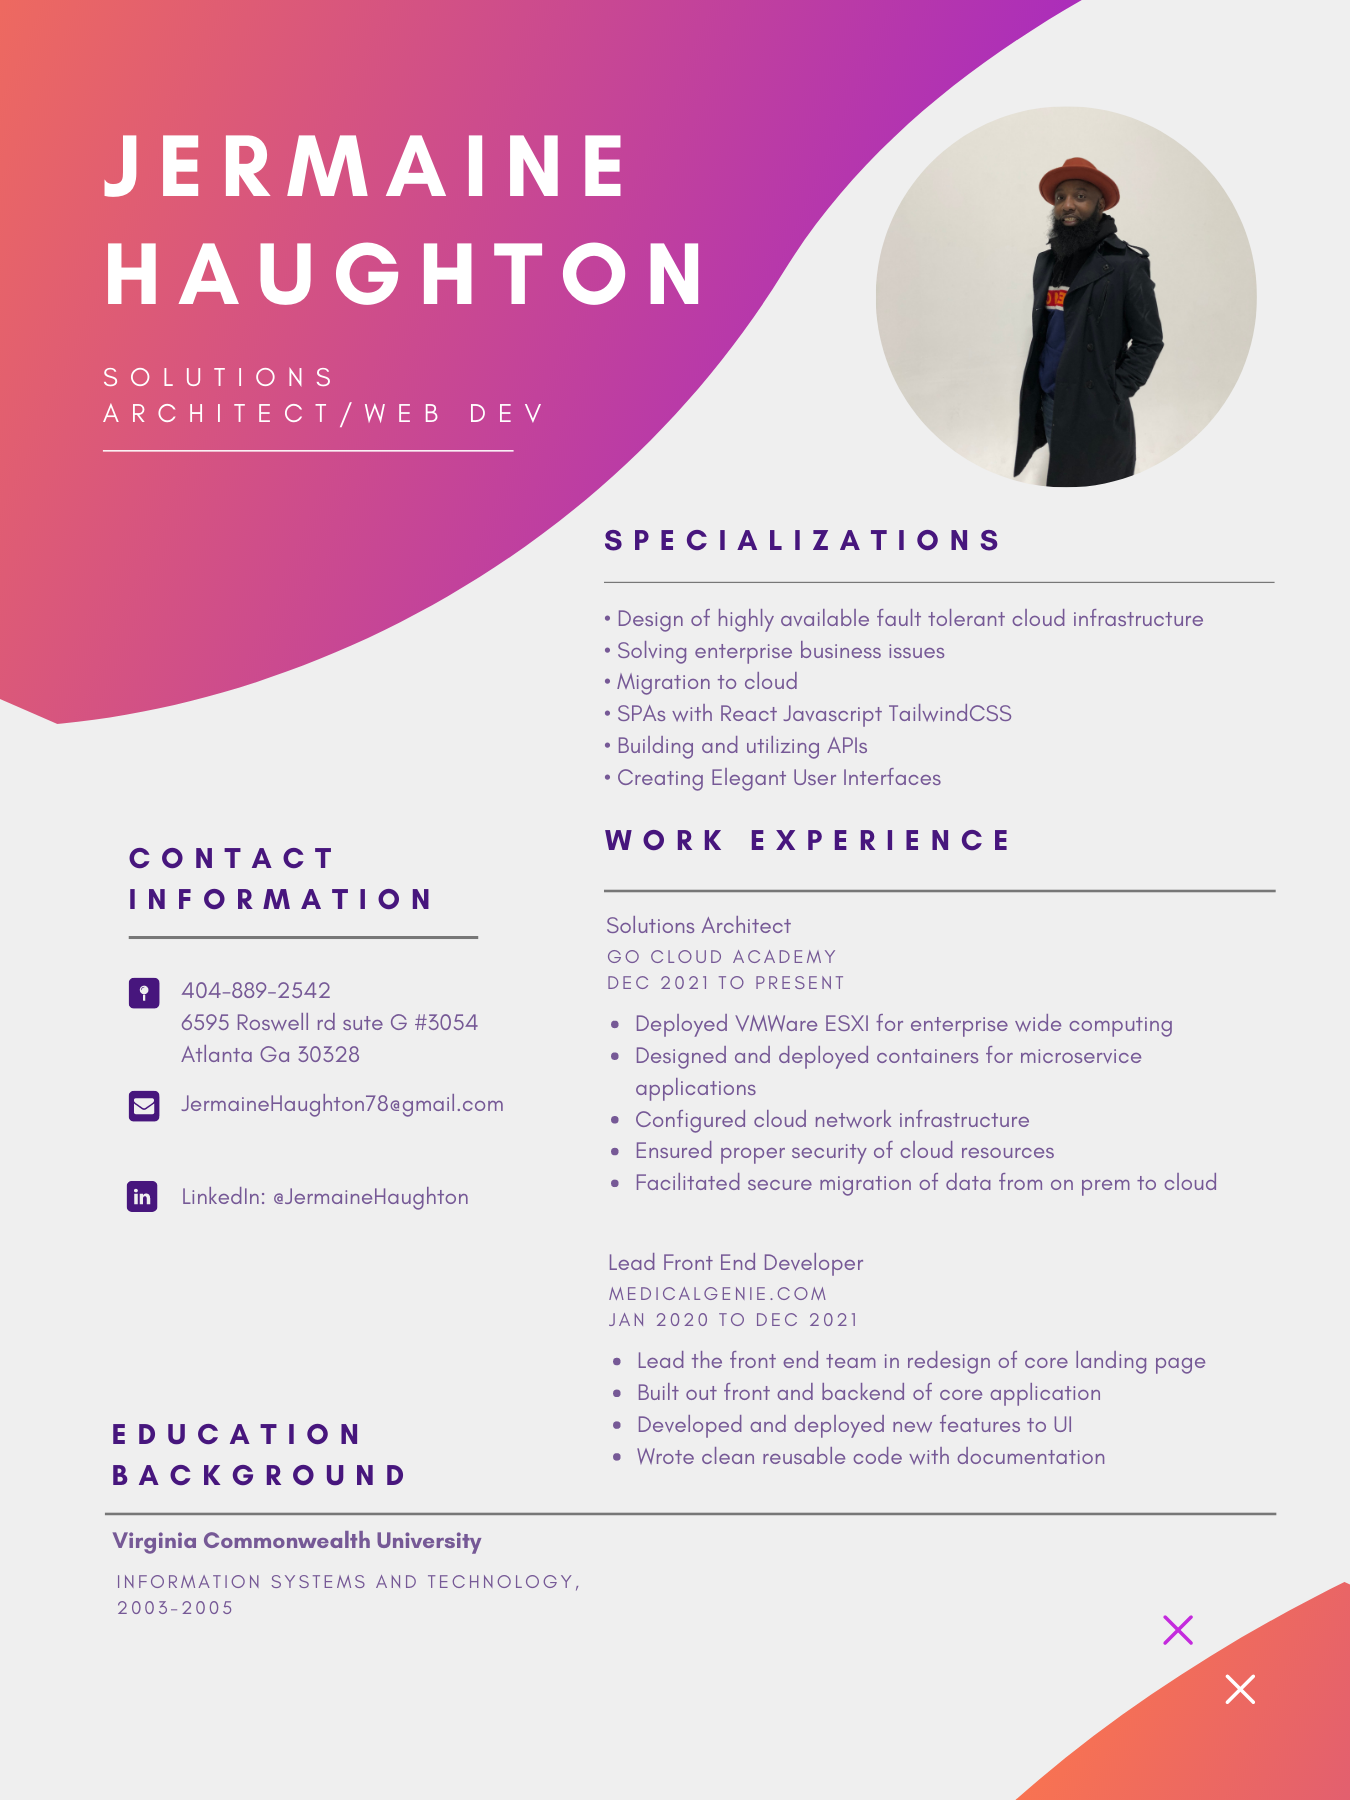 JERMAINE
HAUGHTON
SOLUTIONS
ARCHITECT/WEB DEV
SPECIALIZATIONS
• Design of highly available fault tolerant cloud infrastructure
• Solving enterprise business issues
• Migration to cloud
• SPAs with React Javascript TailwindCSS
• Building and utilizing APIs
• Creating Elegant User Interfaces
WORK EXPERIENCE
Solutions Architect
GO CLOUD ACADEMY
DEC 2021 TO PRESENT
• Deployed VMWare ESXI for enterprise wide computing
• Designed and deployed containers for microservice
applications
• Configured cloud network infrastructure
• Ensured proper security of cloud resources
• Facilitated secure migration of data from on prem to cloud
Lead Front End Developer
MEDICALGENIE.COM
JAN 2020 TO DEC 2021
• Lead the front end team in redesign of core landing page
• Built out front and backend of core application
• Developed and deployed new features to UI
• Wrote clean reusable code with documentation
CONTACT
INFORMATION
404-889-2542
6595 Roswell rd sute G #3054
Atlanta Ga 30328
JermaineHaughton78@gmail.com
in
LinkedIn: @JermaineHaughton
EDUCATION
BACKGROUND
Virginia Commonwealth University
INFORMATION SYSTEMS AND TECHNOLOGY,
2003-2005